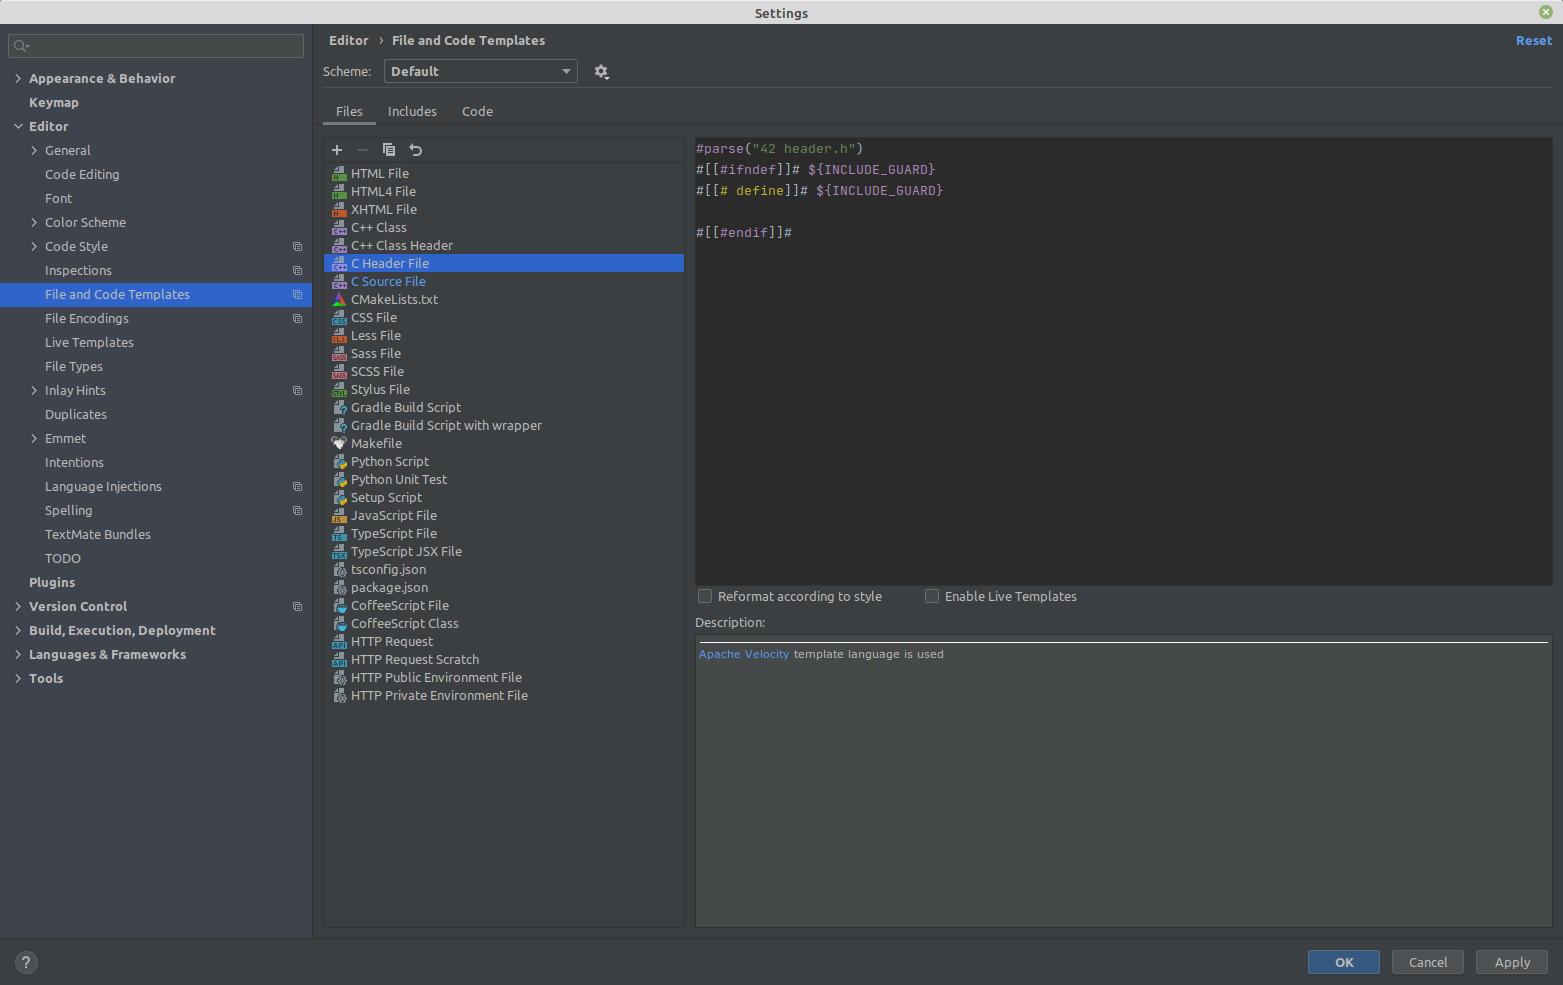 Settings
Editor › File and Code Templates
Reset
Scheme: Default
Appearance & Behavior
Keymap
Editor
General
Code Editing
Font
Color Scheme
Code Style
Inspections
File and Code Templates
File Encodings
Live Templates
File Types
Inlay Hints
Duplicates
Emmet
Intentions
Language Injections
Spelling
TextMate Bundles
TODO
Plugins
Version Control
Build, Execution, Deployment
Languages & Frameworks
Tools
Files Includes Code
HTML File
HTML4 File
XHTML File
C++ Class
C++ Class Header
C Header File
C Source File
CMakeLists.txt
CSS File
Less File
Sass File
SCSS File
Stylus File
Gradle Build Script
Gradle Build Script with wrapper
Makefile
Python Script
Python Unit Test
Setup Script
JavaScript File
TypeScript File
TypeScript JSX File
tsconfig.json
package.json
CoffeeScript File
CoffeeScript Class
HTTP Request
HTTP Request Scratch
HTTP Public Environment File
HTTP Private Environment File
#parse("42 header.h")
#[[#ifndef]]# ${INCLUDE_GUARD}
#[[# define]]# ${INCLUDE_GUARD}
#[[#endif]]#
Reformat according to style
Enable Live Templates
Description:
Apache Velocity template language is used
?
OK
Cancel
Apply